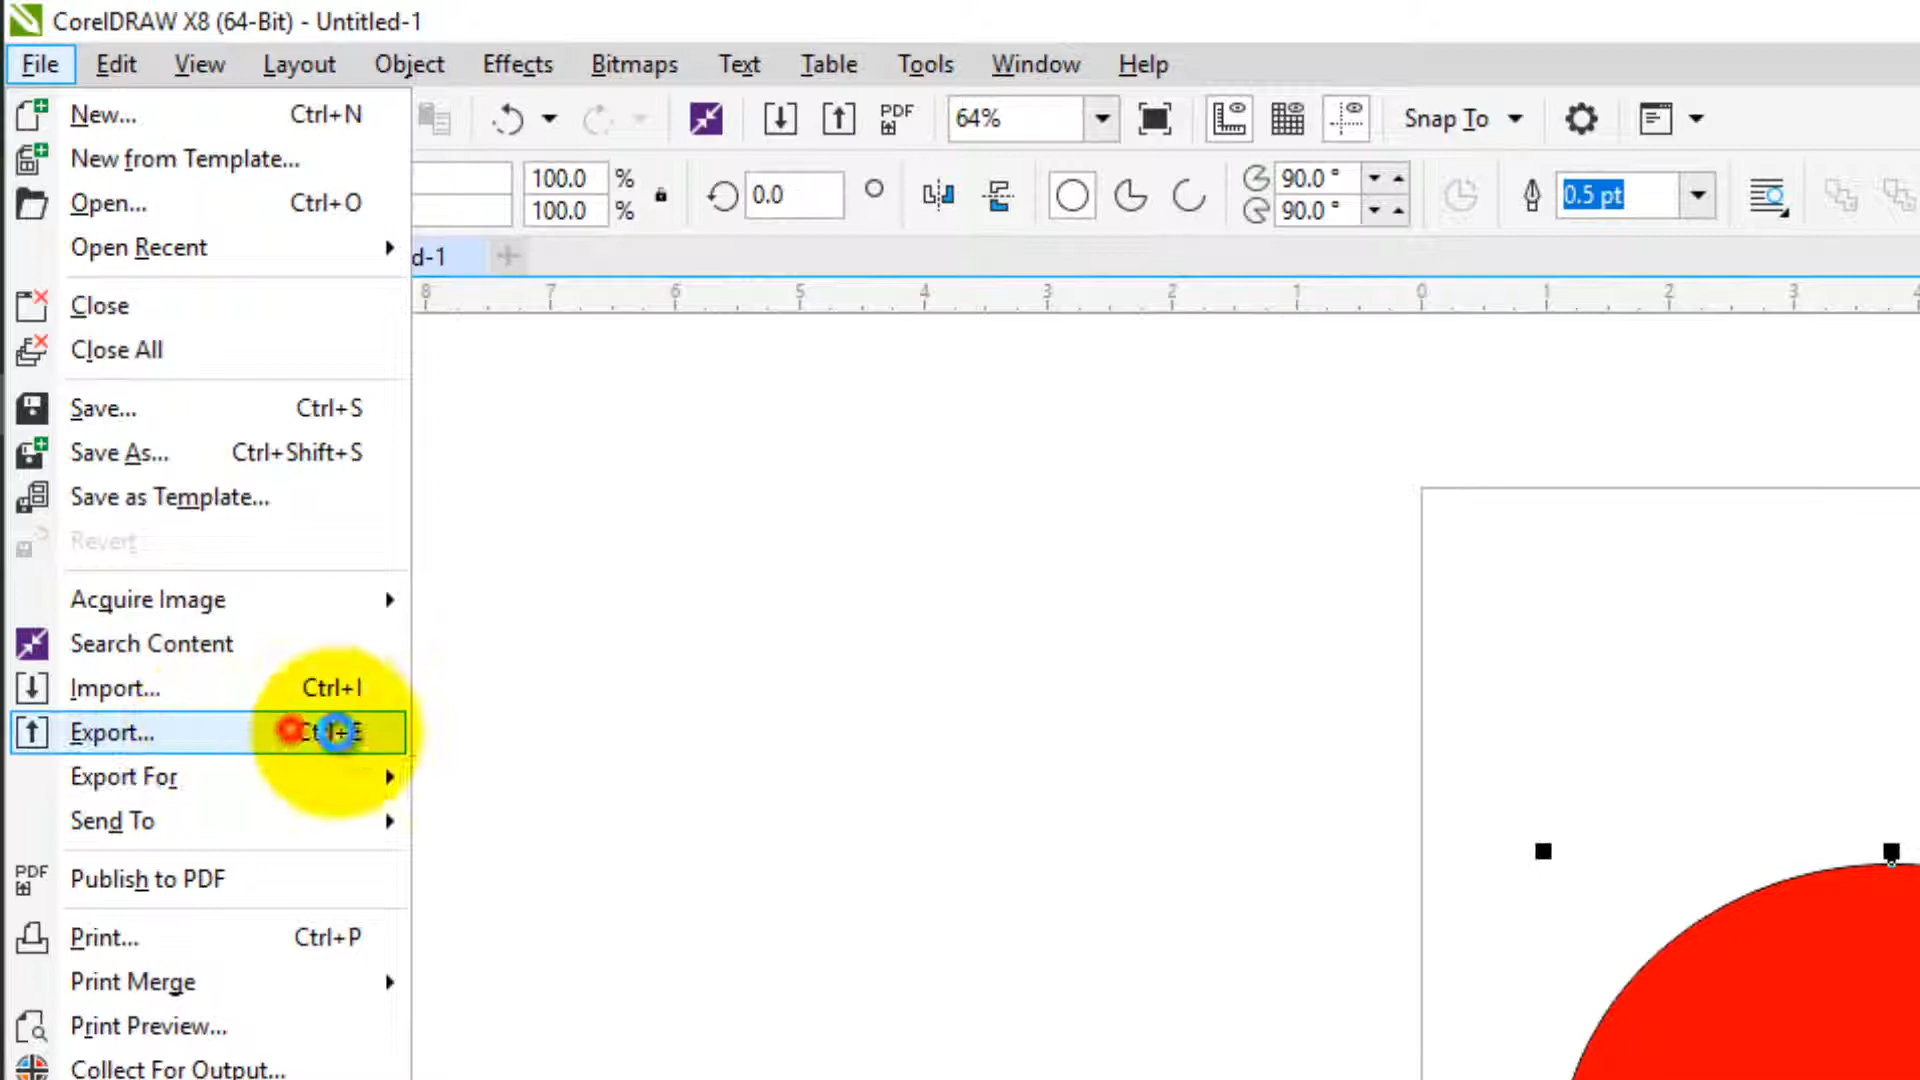 CorelDRAW X8 (64-Bit) - Untitled-1
File Edit View Layout Object Effects Bitmaps Text Table Tools Window Help
New... Ctrl+N
New from Template...
Open... Ctrl+O
Open Recent
Close
Close All
Save... Ctrl+S
Save As... Ctrl+Shift+S
Save as Template...
Revert
Acquire Image
Search Content
Import... Ctrl+I
Export... Ctrl+E
Export For
Send To
PDF Publish to PDF
Print... Ctrl+P
Print Merge
Print Preview...
Collect For Output...
PDF 64% Snap To
100.0 % 0.0 90.0 ° 0.5 pt
100.0 % 90.0 °
d-1
8 7 6 5 4 3 2 1 0 1 2 3 4